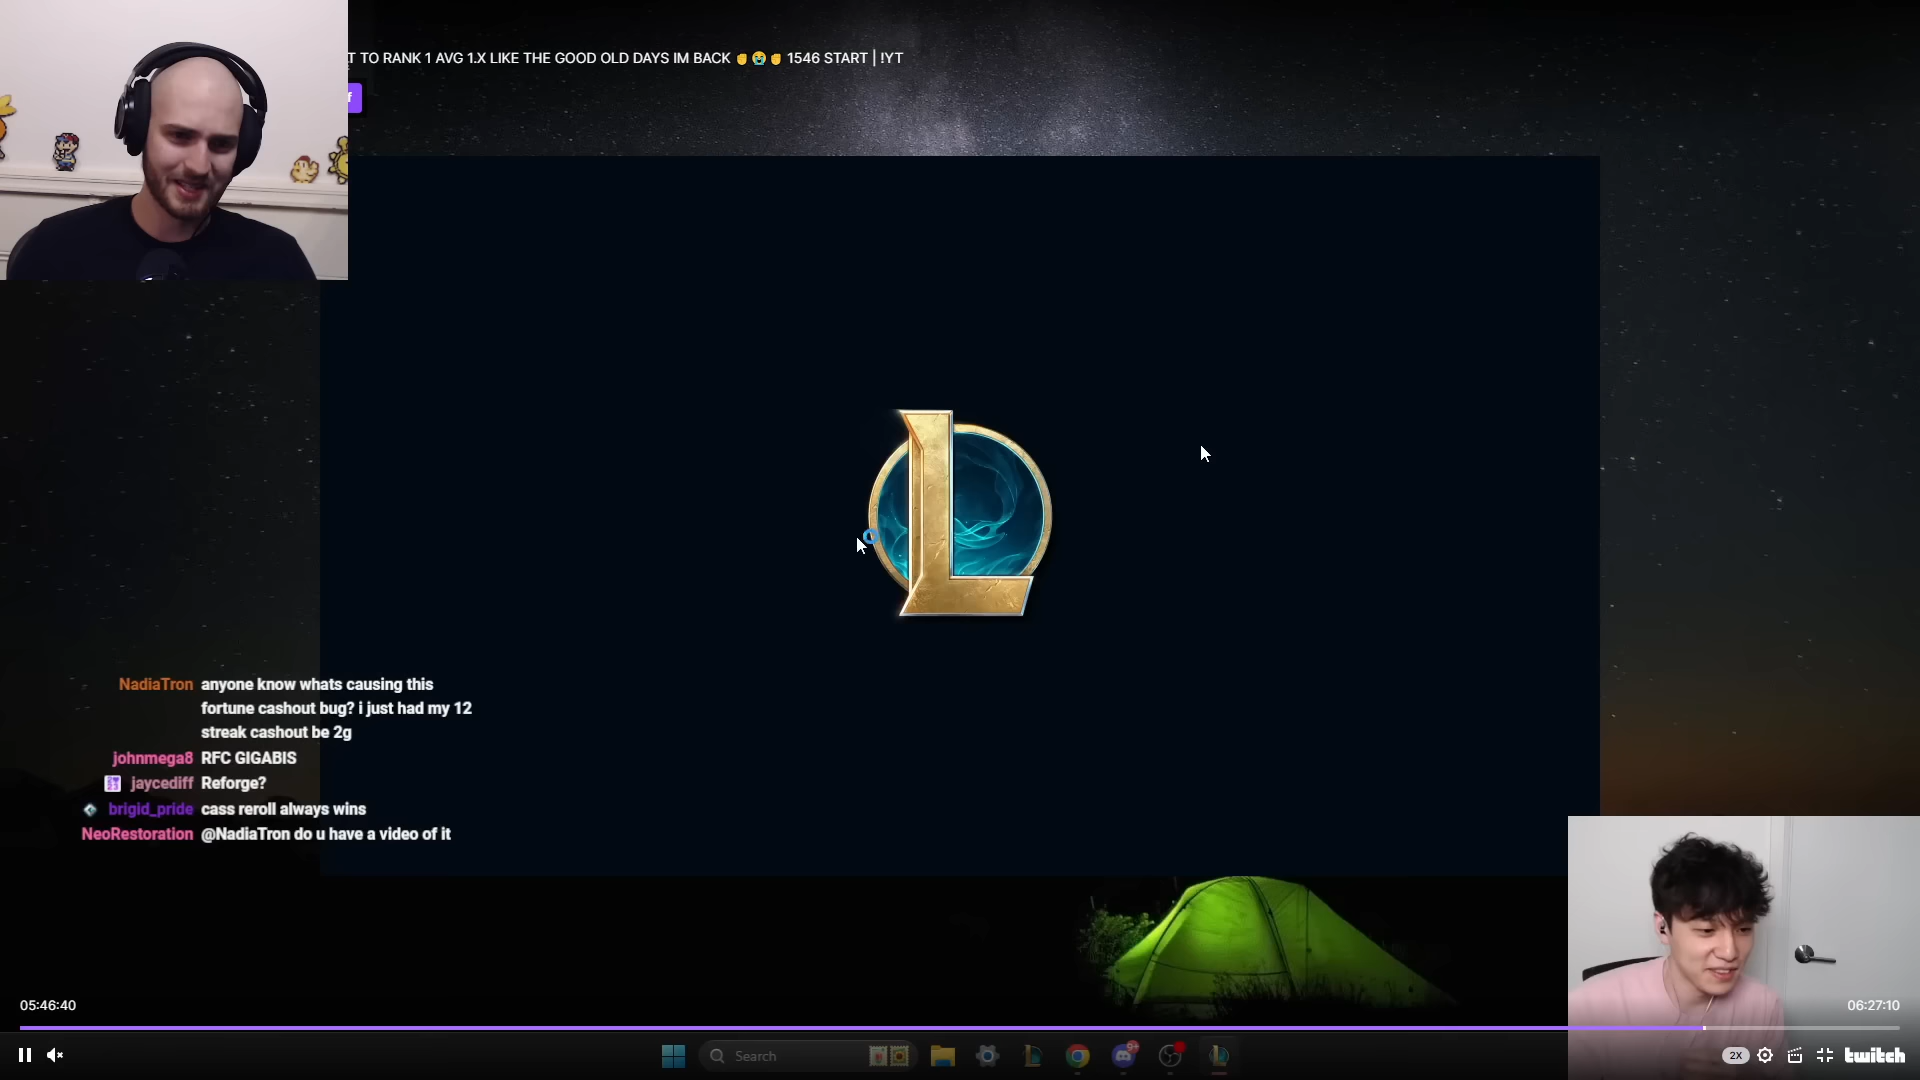 T TO RANK 1 AVG 1.X LIKE THE GOOD OLD DAYS IM BACK ✊😭✊ 1546 START | !YT
f
NadiaTron anyone know whats causing this
fortune cashout bug? i just had my 12
streak cashout be 2g
johnmega8 RFC GIGABIS
jaycediff Reforge?
brigid_pride cass reroll always wins
NeoRestoration @NadiaTron do u have a video of it
05:46:40
06:27:10
Search
9+
2X
twitch